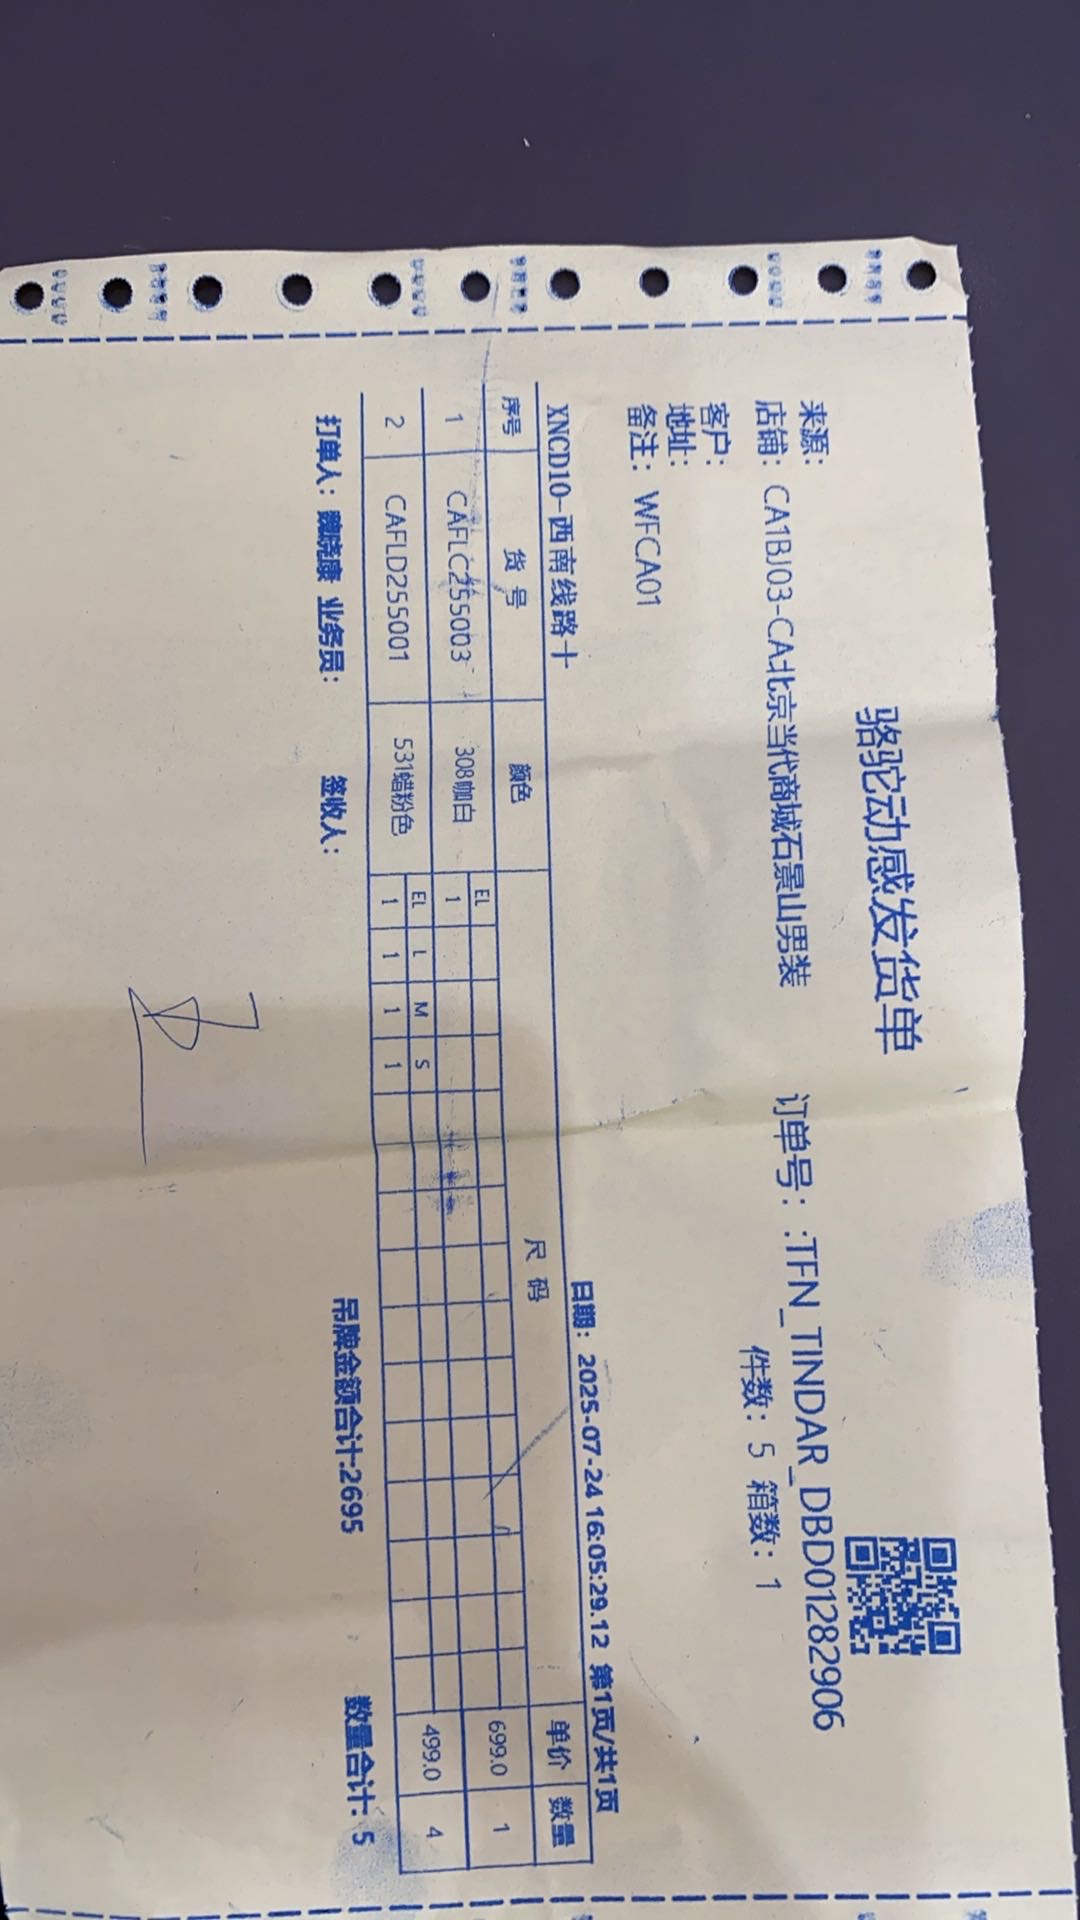 骆驼动感发货单
来源：
店铺：CA1BJ03-CA北京当代商城石景山男装 订单号：:TFN_TINDAR_DBD01282906
客户： 件数：5 箱数：1
地址：
备注：WFCA01
XNCD10-西南线路十 日期：2025-07-24 16:05:29.12 第1页/共1页
序号 货号 颜色 尺码 单价 数量
EL
1 CAFLC255003 308咖白 1 699.0 1
EL L M S
2 CAFLD255001 531蜡粉色 1 1 1 1 499.0 4
打单人：魏晓康 业务员： 签收人： 吊牌金额合计:2695 数量合计：5